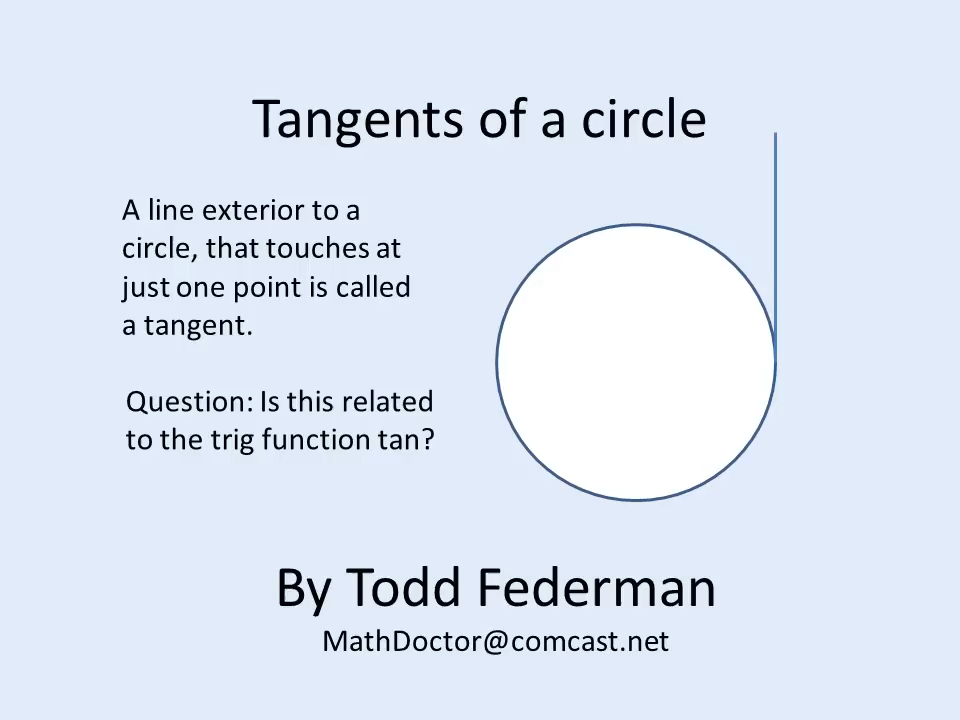 Tangents of a circle
A line exterior to a
circle, that touches at
just one point is called
a tangent.
Question: Is this related
to the trig function tan?
By Todd Federman
MathDoctor@comcast.net